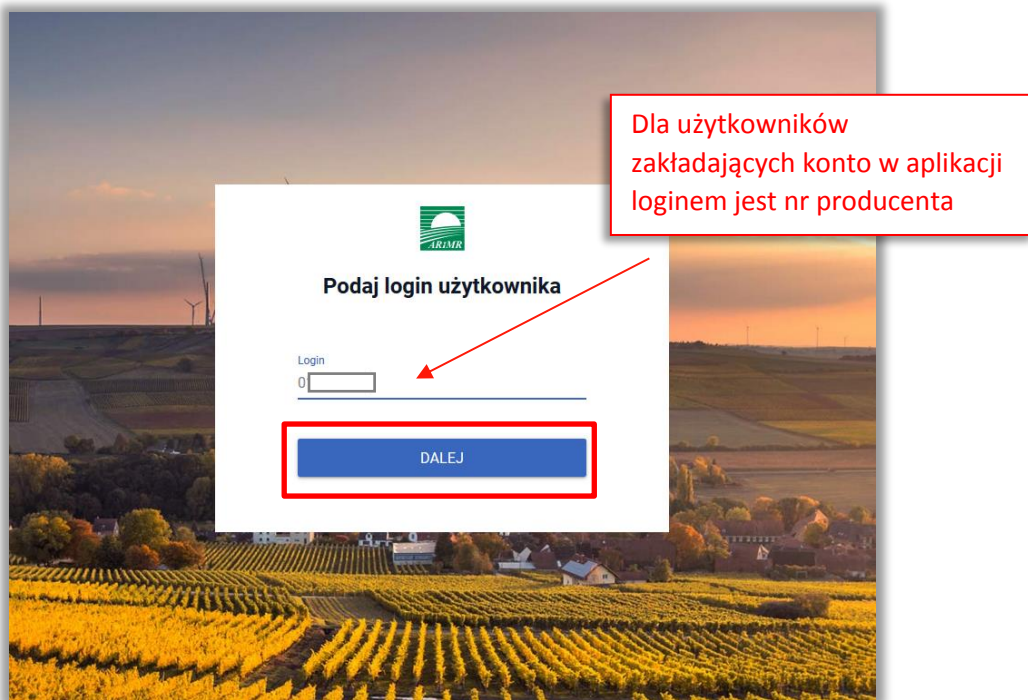 Dla użytkowników
zakładających konto w aplikacji
loginem jest nr producenta
ARiMR
Podaj login użytkownika
Login
0
DALEJ